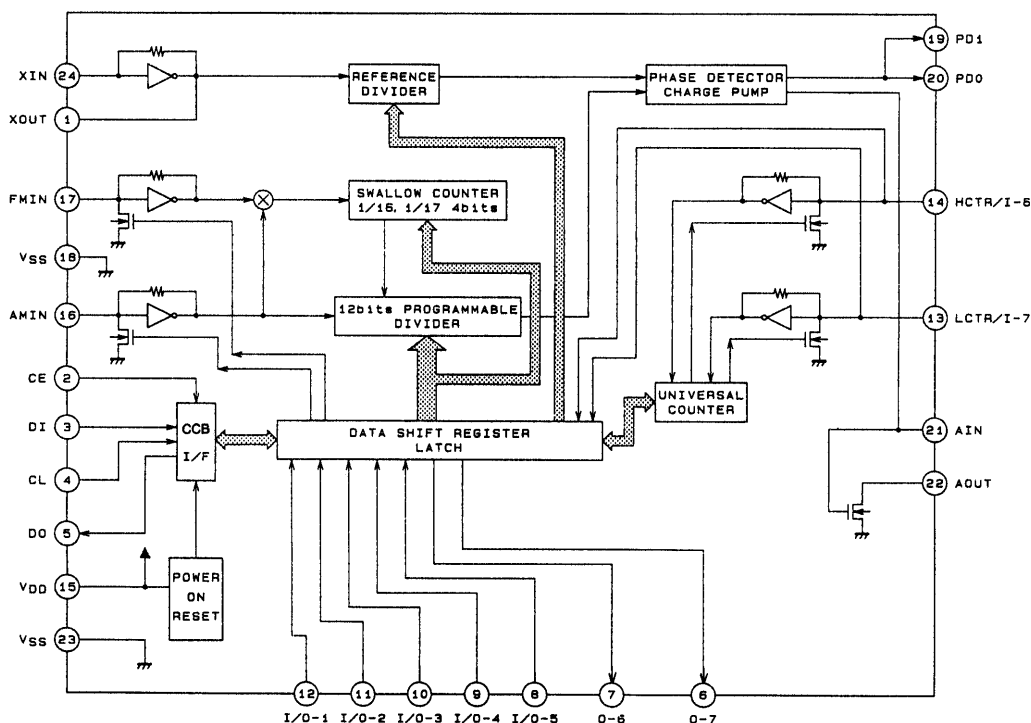 XIN 24
XOUT 1
FMIN 17
VSS 18
AMIN 16
CE 2
DI 3
CL 4
DO 5
VDD 15
VSS 23
REFERENCE
DIVIDER
PHASE DETECTOR
CHARGE PUMP
SWALLOW COUNTER
1/16, 1/17 4bits
12bits PROGRAMMABLE
DIVIDER
CCB
I/F
DATA SHIFT REGISTER
LATCH
UNIVERSAL
COUNTER
POWER
ON
RESET
19 PD1
20 PD0
14 HCTR/I-6
13 LCTR/I-7
21 AIN
22 AOUT
12 11 10 9 8 7 6
I/O-1 I/O-2 I/O-3 I/O-4 I/O-5 O-6 O-7